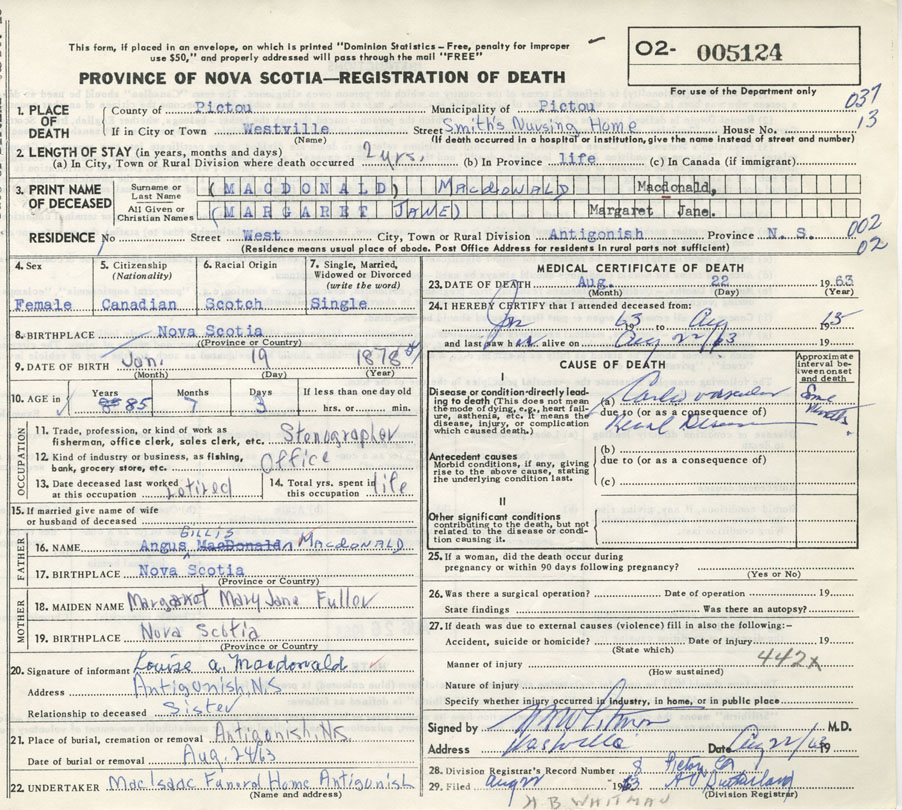 This form, if placed in an envelope, on which is printed "Dominion Statistics – Free, penalty for improper
use $50," and properly addressed will pass through the mail "FREE"
O2- 005124
PROVINCE OF NOVA SCOTIA—REGISTRATION OF DEATH
For use of the Department only
1. PLACE OF DEATH
County of Pictou Municipality of Pictou 037
If in City or Town Westville Street Smith's Nursing Home House No. 13
(Name) (If death occurred in a hospital or institution, give the name instead of street and number)
2. LENGTH OF STAY (in years, months and days)
(a) In City, Town or Rural Division where death occurred 2 yrs. (b) In Province life (c) In Canada (if immigrant)
3. PRINT NAME OF DECEASED
Surname or Last Name (MACDONALD) MACDONALD Macdonald,
All Given or Christian Names (MARGARET JANE) Margaret Jane.
RESIDENCE No Street West City, Town or Rural Division Antigonish Province N. S. 002
02
(Residence means usual place of abode. Post Office Address for residents in rural parts not sufficient)
4. Sex
Female
5. Citizenship
(Nationality)
Canadian
6. Racial Origin
Scotch
7. Single, Married, Widowed or Divorced
(write the word)
Single
8. BIRTHPLACE Nova Scotia
(Province or Country)
9. DATE OF BIRTH Jan. 19 1878
(Month) (Day) (Year)
10. AGE in
Years 85
Months 7
Days 3
If less than one day old
hrs. or min.
OCCUPATION
11. Trade, profession, or kind of work as
fisherman, office clerk, sales clerk, etc. Stenographer
12. Kind of industry or business, as fishing,
bank, grocery store, etc. Office
13. Date deceased last worked
at this occupation retired
14. Total yrs. spent in
this occupation life
15. If married give name of wife
or husband of deceased
FATHER
GILLIS
16. NAME Angus MacDonald MACDONALD
17. BIRTHPLACE Nova Scotia
(Province or Country)
MOTHER
18. MAIDEN NAME Margaret Mary Jane Fuller
19. BIRTHPLACE Nova Scotia
(Province or Country
20. Signature of informant Louise A. Macdonald
Address Antigonish, N.S
Relationship to deceased Sister
21. Place of burial, cremation or removal Antigonish, N.S.
Date of burial or removal Aug. 24/63
22. UNDERTAKER MacIsaac Funeral Home Antigonish
(Name and address)
MEDICAL CERTIFICATE OF DEATH
23. DATE OF DEATH Aug. 22 1963
(Month) (Day) (Year)
24. I HEREBY CERTIFY that I attended deceased from:
Jan 1963 to Aug 1963
and last saw h alive on Aug 22/63 19
CAUSE OF DEATH
Approximate interval between onset and death
I
Disease or condition directly leading to death (This does not mean the mode of dying, e.g., heart failure, asthenia, etc. It means the disease, injury, or complication which caused death.)
(a) Cardio vascular
due to (or as a consequence of)
Renal Disease
Some Months
Antecedent causes
Morbid conditions, if any, giving rise to the above cause, stating the underlying condition last.
(b)
due to (or as a consequence of)
(c)
II
Other significant conditions
contributing to the death, but not related to the disease or condition causing it.
25. If a woman, did the death occur during
pregnancy or within 90 days following pregnancy?
(Yes or No)
26. Was there a surgical operation? Date of operation 19
State findings Was there an autopsy?
27. If death was due to external causes (violence) fill in also the following:–
Accident, suicide or homicide? Date of injury 19
(State which)
Manner of injury 442X
(How sustained)
Nature of injury
Specify whether injury occurred in industry, in home, or in public place
Signed by M.D.
Address Westville Date Aug 22/63 19
28. Division Registrar's Record Number 8
29. Filed Aug 1963
(Division Registrar)
H B WHITMAN